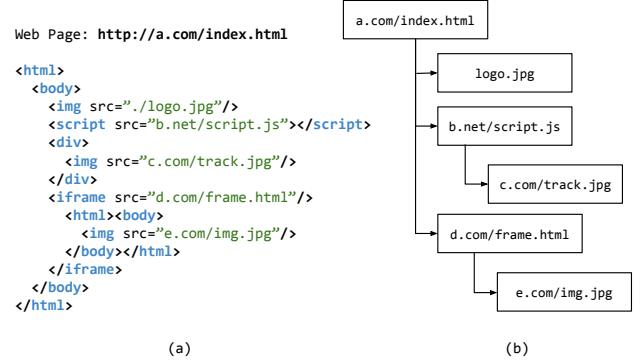 Web Page: http://a.com/index.html
<html>
<body>
<img src=”./logo.jpg”/>
<script src=”b.net/script.js”></script>
<div>
<img src=”c.com/track.jpg”/>
</div>
<iframe src=”d.com/frame.html”/>
<html><body>
<img src=”e.com/img.jpg”/>
</body></html>
</iframe>
</body>
</html>
(a)
a.com/index.html
logo.jpg
b.net/script.js
c.com/track.jpg
d.com/frame.html
e.com/img.jpg
(b)